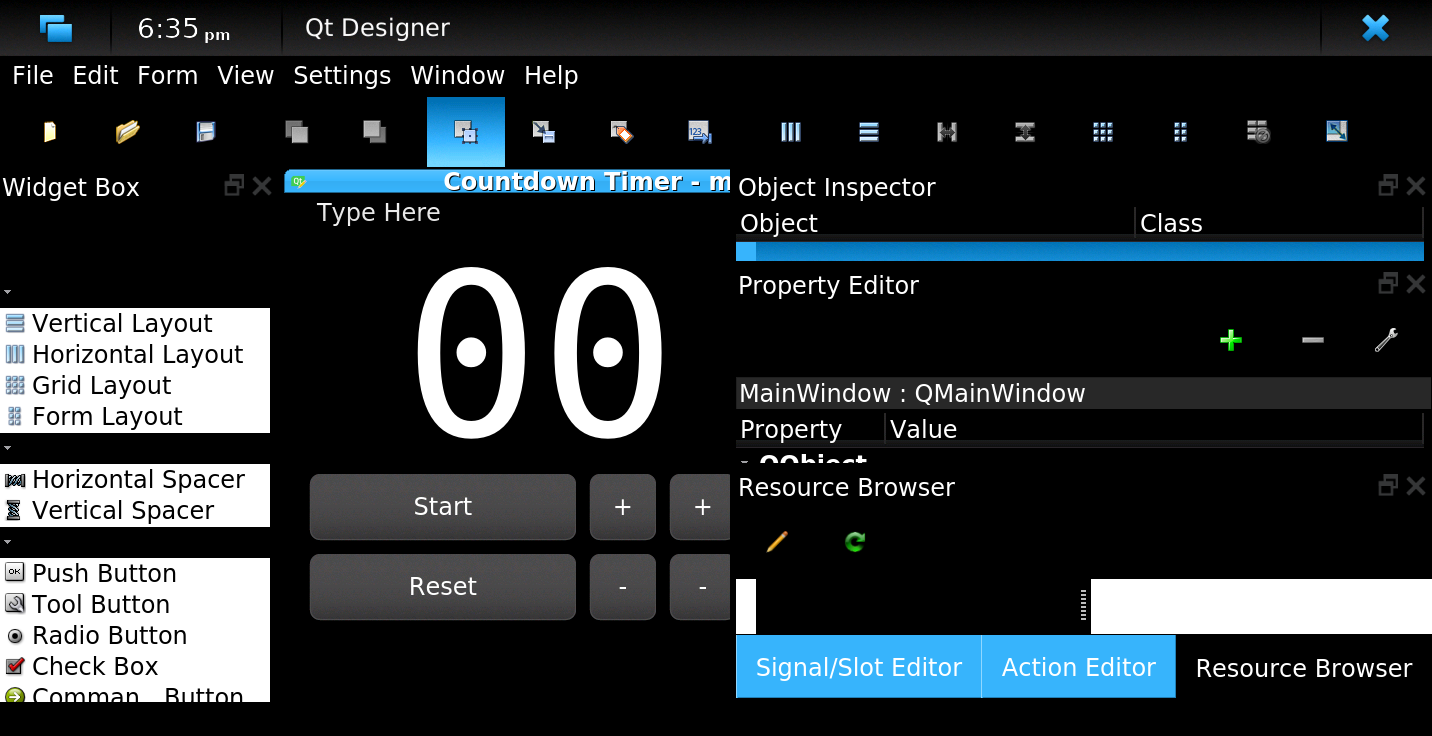 6:35 pm Qt Designer
File Edit Form View Settings Window Help
Widget Box
Vertical Layout
Horizontal Layout
Grid Layout
Form Layout
Horizontal Spacer
Vertical Spacer
Push Button
Tool Button
Radio Button
Check Box
Comman...Button
Countdown Timer - m
Type Here
00
Start + +
Reset - -
Object Inspector
Object Class
Property Editor
MainWindow : QMainWindow
Property Value
QObject
Resource Browser
Signal/Slot Editor Action Editor Resource Browser